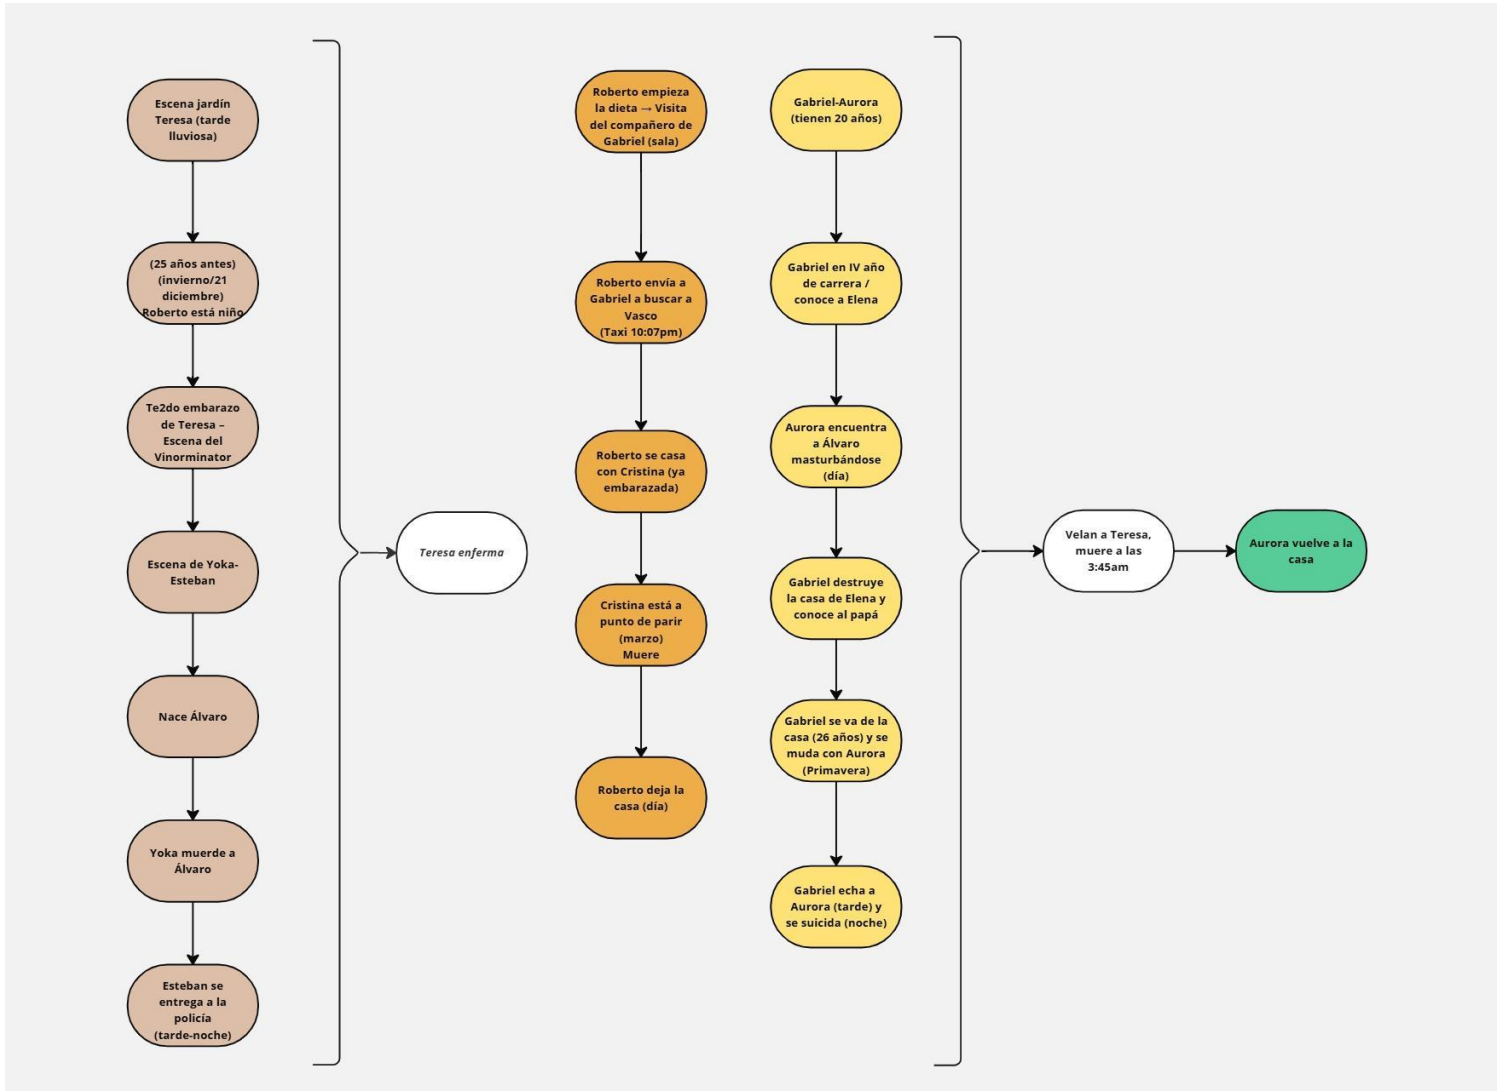 Escena jardín
Teresa (tarde
lluviosa)
(25 años antes)
(invierno/21
diciembre)
Roberto está niño
Te2do embarazo
de Teresa –
Escena del
Vinorminator
Escena de Yoka-
Esteban
Nace Álvaro
Yoka muerde a
Álvaro
Esteban se
entrega a la
policía
(tarde-noche)
Teresa enferma
Roberto empieza
la dieta → Visita
del compañero de
Gabriel (sala)
Roberto envía a
Gabriel a buscar a
Vasco
(Taxi 10:07pm)
Roberto se casa
con Cristina (ya
embarazada)
Cristina está a
punto de parir
(marzo)
Muere
Roberto deja la
casa (día)
Gabriel-Aurora
(tienen 20 años)
Gabriel en IV año
de carrera /
conoce a Elena
Aurora encuentra
a Álvaro
masturbándose
(día)
Gabriel destruye
la casa de Elena y
conoce al papá
Gabriel se va de la
casa (26 años) y se
muda con Aurora
(Primavera)
Gabriel echa a
Aurora (tarde) y
se suicida (noche)
Velan a Teresa,
muere a las
3:45am
Aurora vuelve a la
casa